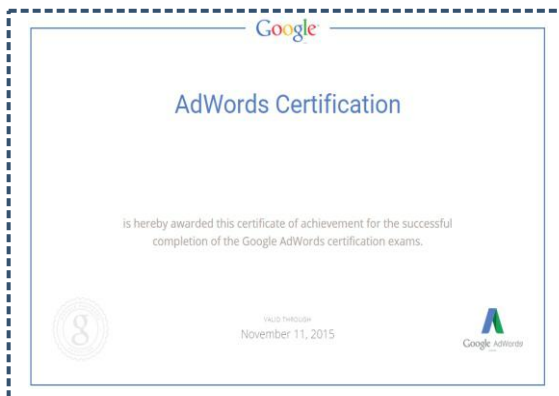 Google
AdWords Certification
is hereby awarded this certificate of achievement for the successful
completion of the Google AdWords certification exams.
VALID THROUGH
November 11, 2015
g
Google AdWords